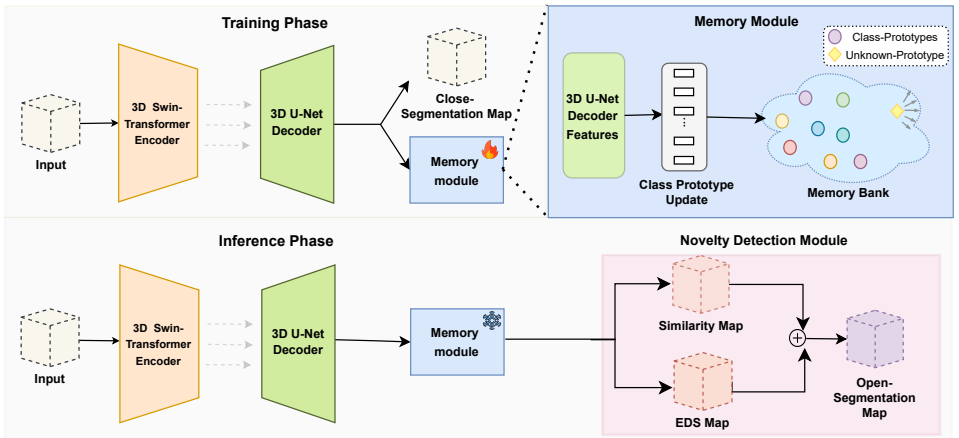 Training Phase
Input
3D Swin-
Transformer
Encoder
3D U-Net
Decoder
Close-
Segmentation Map
Memory
module
Memory Module
3D U-Net
Decoder
Features
Class Prototype
Update
Class-Prototypes
Unknown-Prototype
Memory Bank
Inference Phase
Input
3D Swin-
Transformer
Encoder
3D U-Net
Decoder
Memory
module
Novelty Detection Module
Similarity Map
EDS Map
Open-
Segmentation
Map